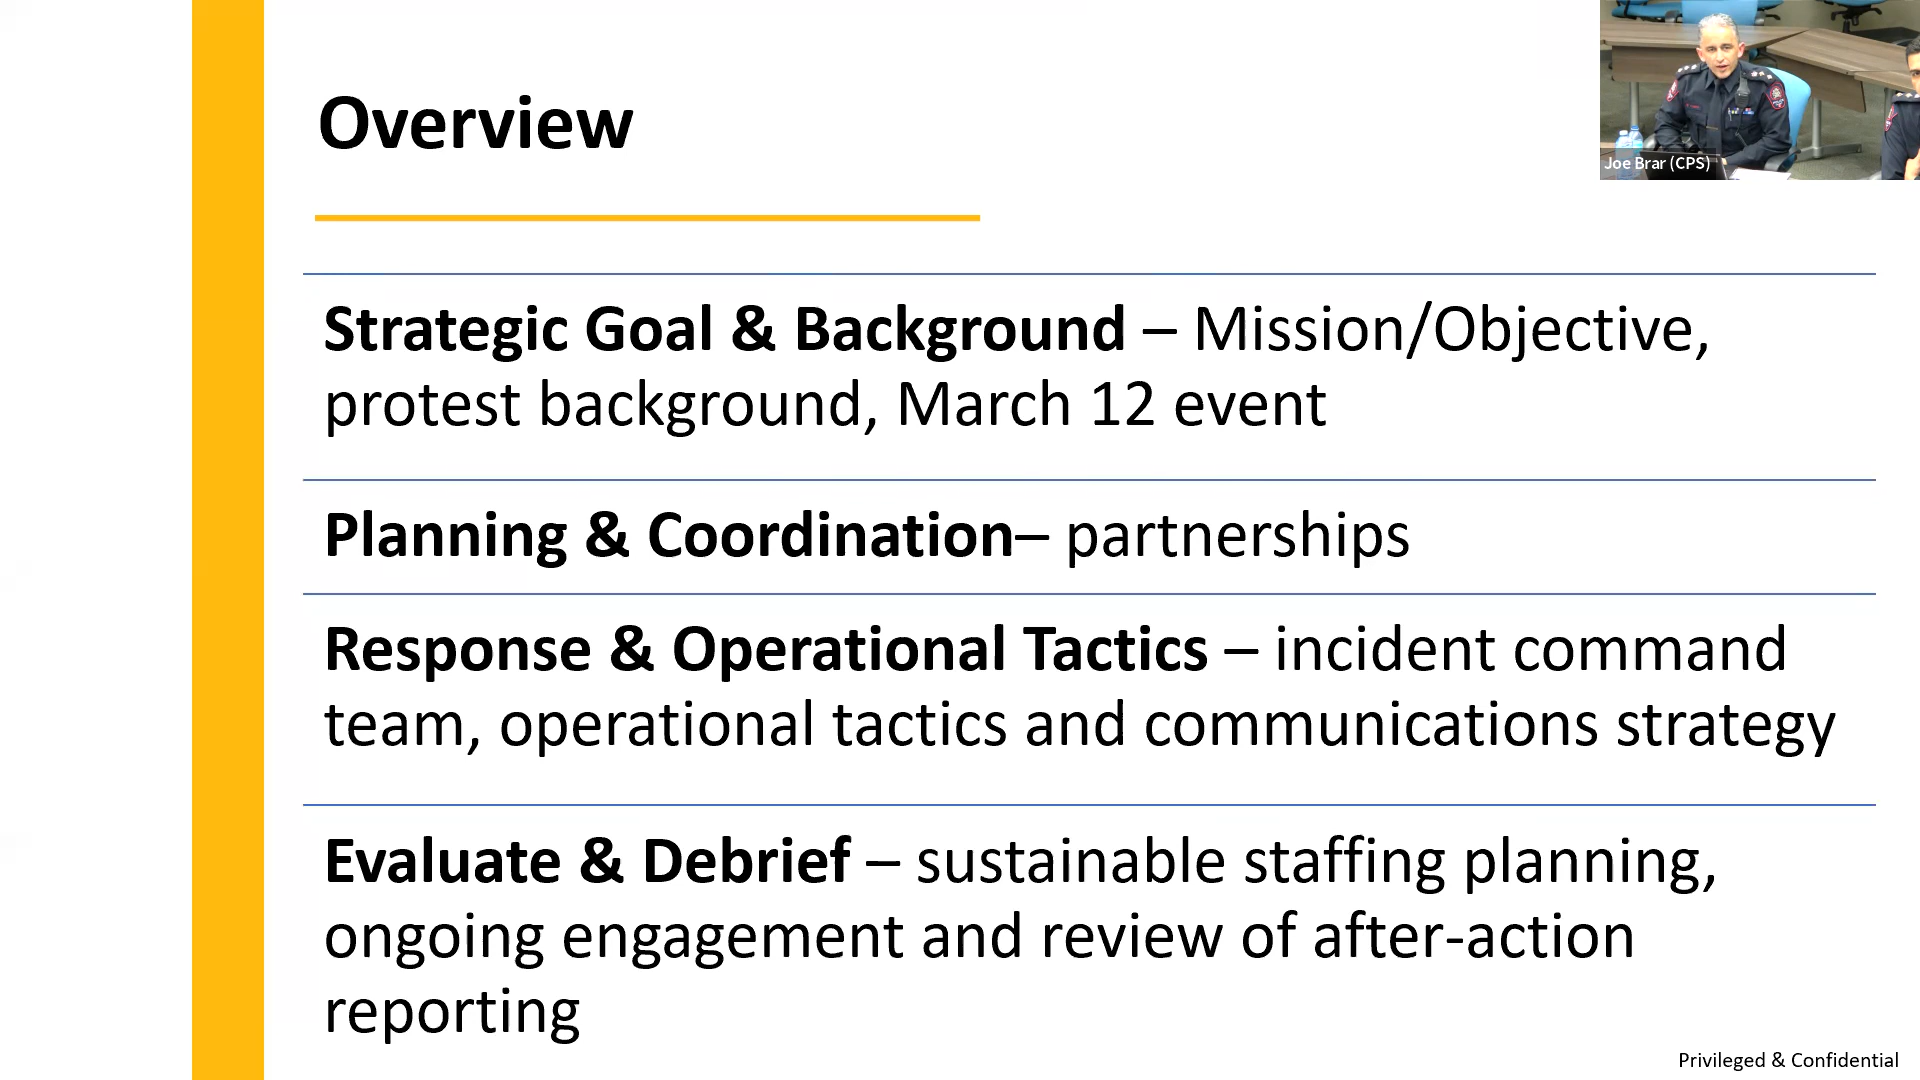 Overview
Joe Brar (CPS)
Strategic Goal & Background – Mission/Objective,
protest background, March 12 event
Planning & Coordination– partnerships
Response & Operational Tactics – incident command
team, operational tactics and communications strategy
Evaluate & Debrief – sustainable staffing planning,
ongoing engagement and review of after-action
reporting
Privileged & Confidential